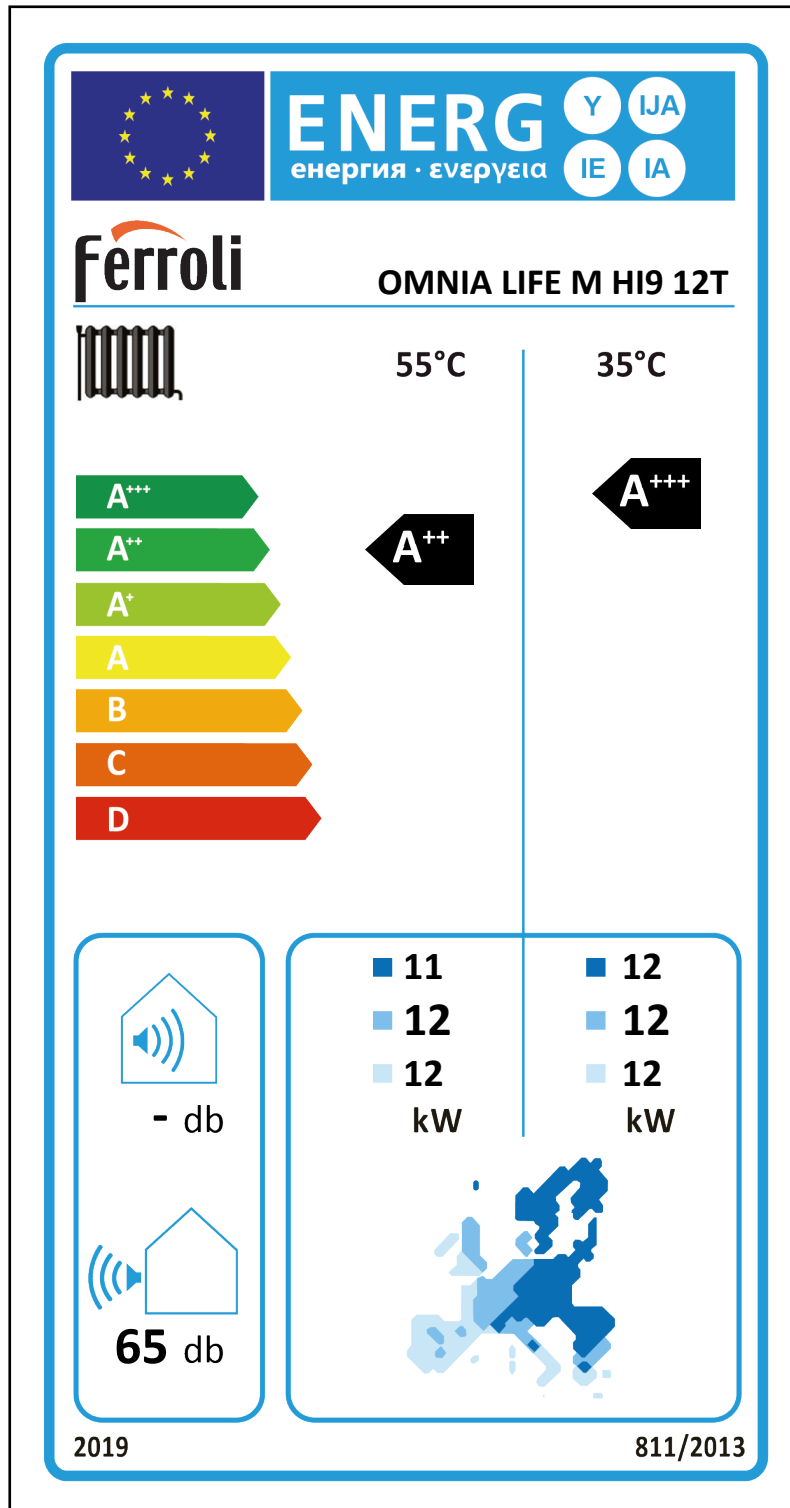 ENERG Y IJA
енергия · ενεργεια IE IA
Ferroli
OMNIA LIFE M HI9 12T
55°C 35°C
A+++
A+++
A++
A++
A+
A
B
C
D
11 12
12 12
12 12
kW kW
- db
65 db
2019 811/2013